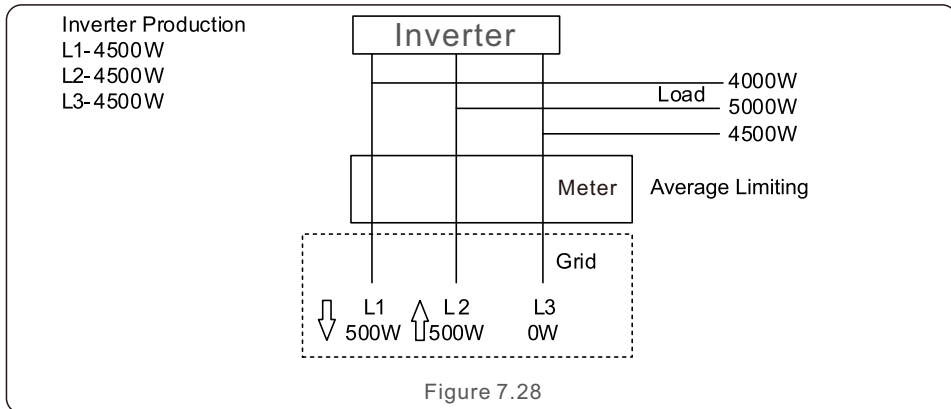 Inverter Production
L1-4500W
L2-4500W
L3-4500W
Inverter
Load
4000W
5000W
4500W
Meter
Average Limiting
Grid
L1 L2 L3
500W 500W 0W
Figure 7.28